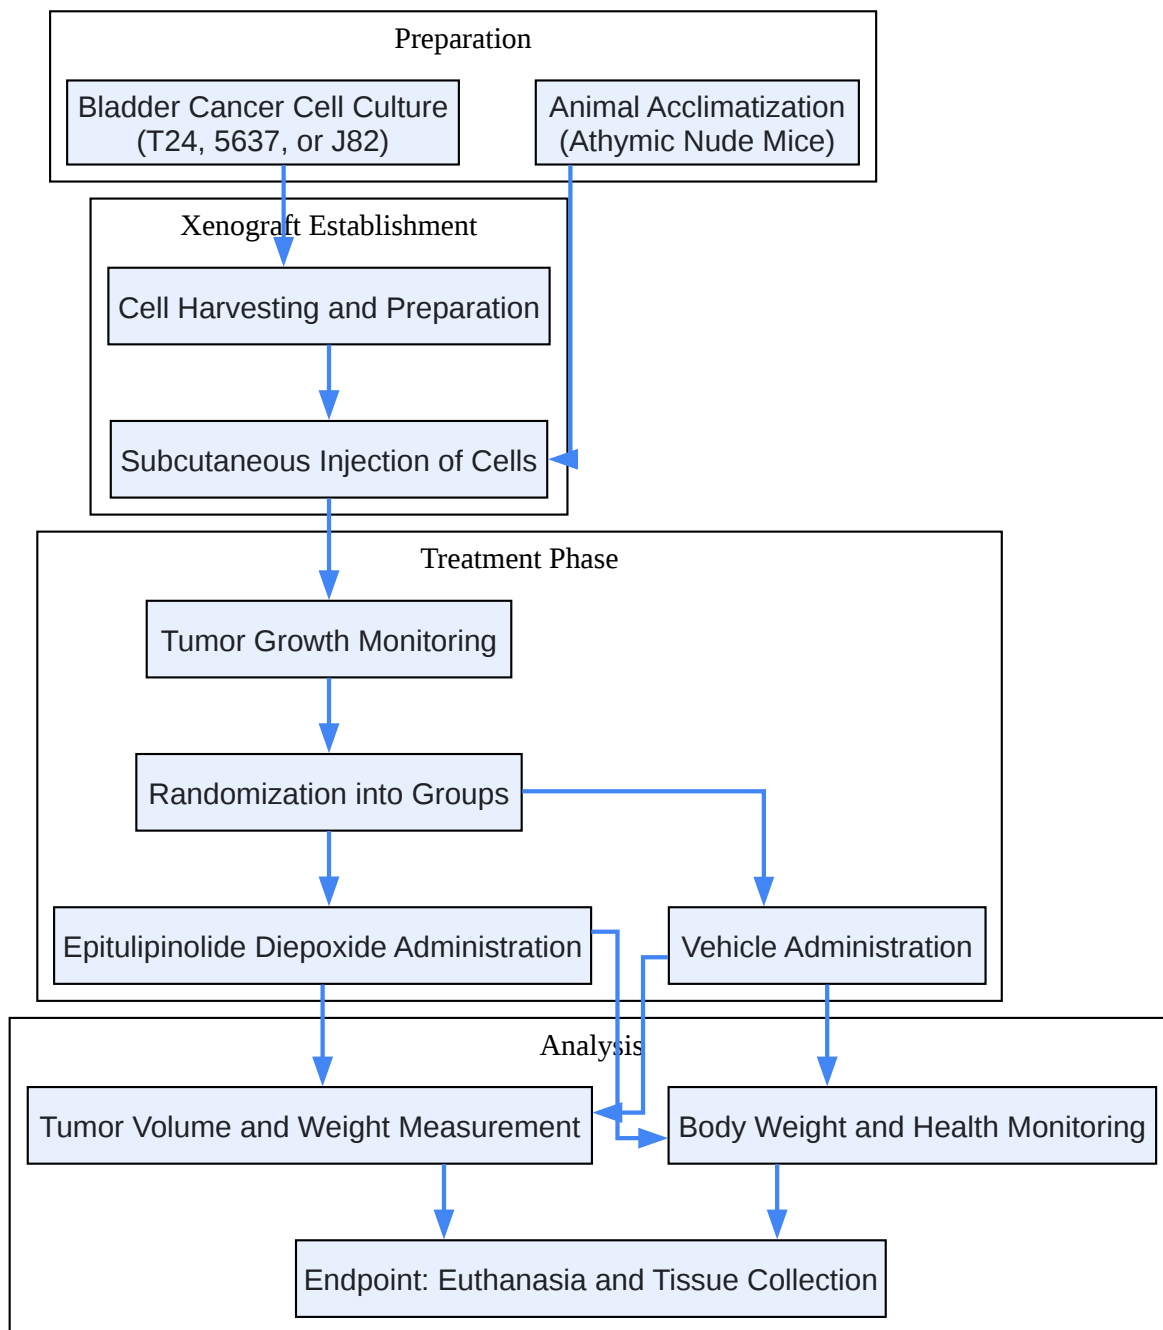 Preparation
Bladder Cancer Cell Culture
(T24, 5637, or J82)
Animal Acclimatization
(Athymic Nude Mice)
Xenograft Establishment
Cell Harvesting and Preparation
Subcutaneous Injection of Cells
Treatment Phase
Tumor Growth Monitoring
Randomization into Groups
Epitulipinolide Diepoxide Administration
Vehicle Administration
Analysis
Tumor Volume and Weight Measurement
Body Weight and Health Monitoring
Endpoint: Euthanasia and Tissue Collection